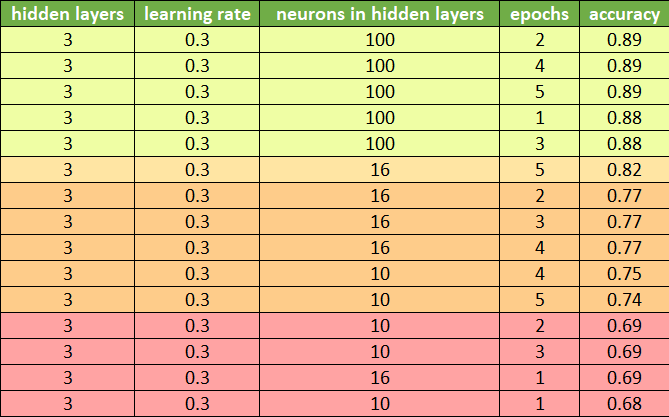 hidden layers learning rate neurons in hidden layers epochs accuracy
3 0.3 100 2 0.89
3 0.3 100 4 0.89
3 0.3 100 5 0.89
3 0.3 100 1 0.88
3 0.3 100 3 0.88
3 0.3 16 5 0.82
3 0.3 16 2 0.77
3 0.3 16 3 0.77
3 0.3 16 4 0.77
3 0.3 10 4 0.75
3 0.3 10 5 0.74
3 0.3 10 2 0.69
3 0.3 10 3 0.69
3 0.3 16 1 0.69
3 0.3 10 1 0.68